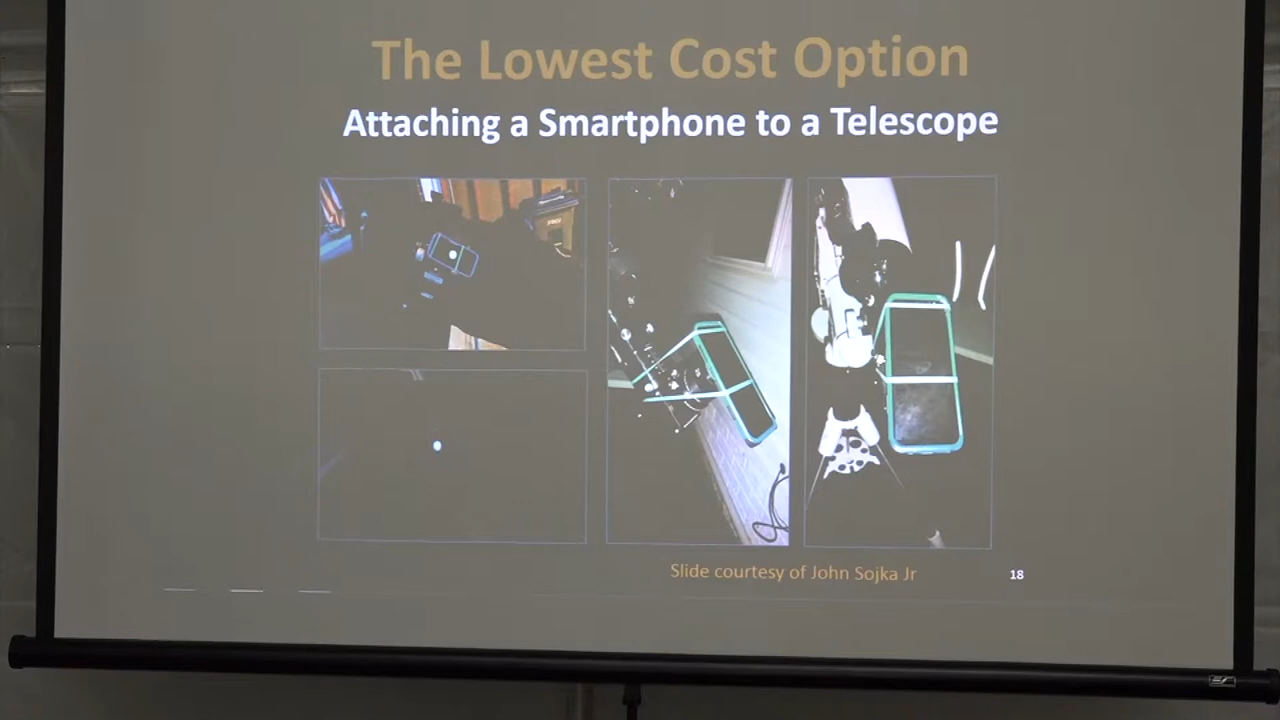 The Lowest Cost Option
Attaching a Smartphone to a Telescope
Slide courtesy of John Sojka Jr
18